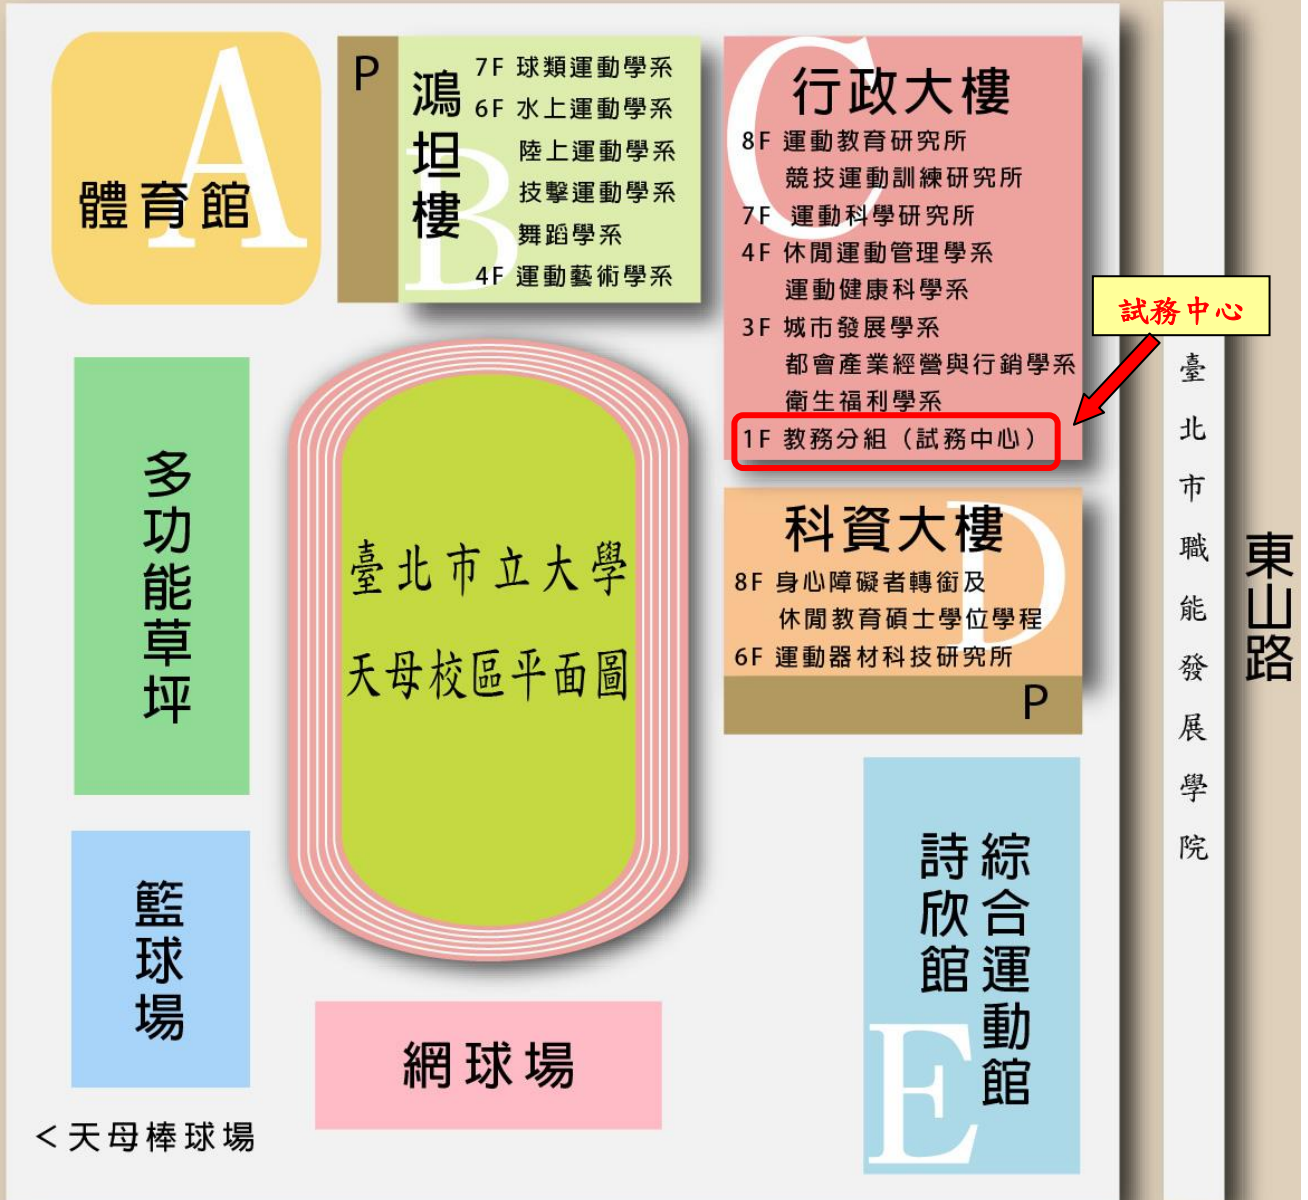 A
體育館
P
鴻坦樓
B
7F 球類運動學系
6F 水上運動學系
陸上運動學系
技擊運動學系
舞蹈學系
4F 運動藝術學系
C
行政大樓
8F 運動教育研究所
競技運動訓練研究所
7F 運動科學研究所
4F 休閒運動管理學系
運動健康科學系
3F 城市發展學系
都會產業經營與行銷學系
衛生福利學系
1F 教務分組（試務中心）
試務中心
D
科資大樓
8F 身心障礙者轉銜及
休閒教育碩士學位學程
6F 運動器材科技研究所
P
臺北市職能發展學院
東山路
多功能草坪
臺北市立大學
天母校區平面圖
籃球場
網球場
綜合運動館
詩欣館
E
<天母棒球場